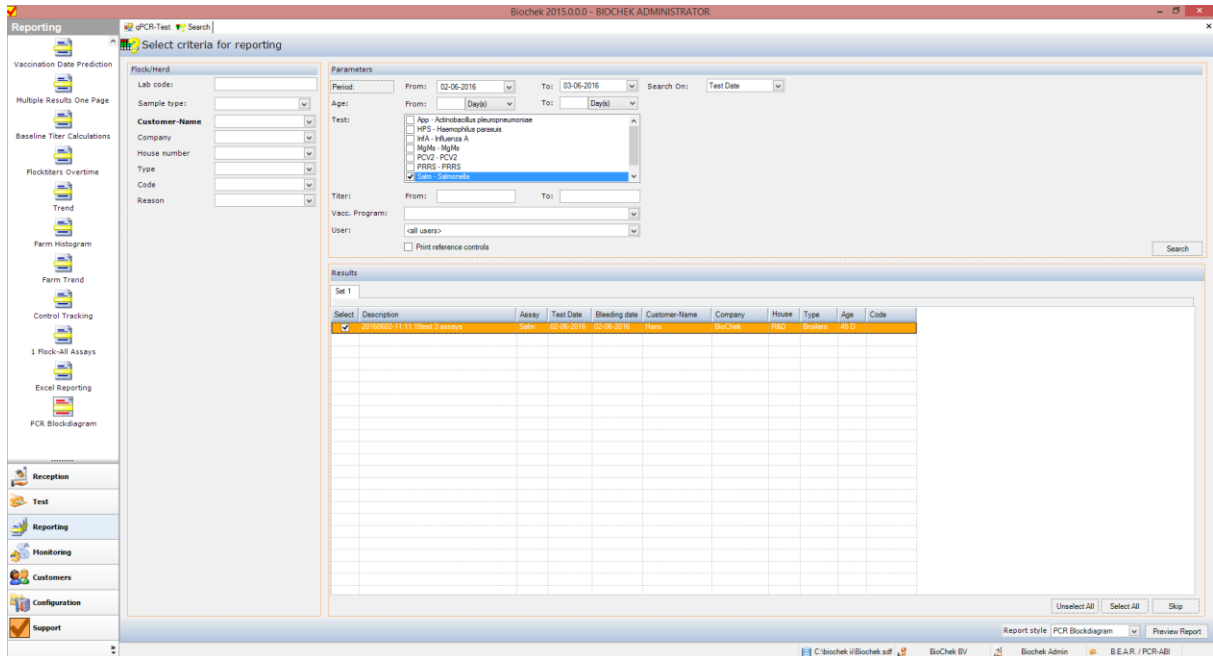 Biochek 2015.0.0.0 - BIOCHEK ADMINISTRATOR
Reporting
qPCR-Test
Search
Select criteria for reporting
Vaccination Date Prediction
Multiple Results One Page
Baseline Titer Calculations
Flocktiters Overtime
Trend
Farm Histogram
Farm Trend
Control Tracking
1 Flock-All Assays
Excel Reporting
PCR Blockdiagram
Reception
Test
Reporting
Monitoring
Customers
Configuration
Support
Flock/Herd
Lab code:
Sample type:
Customer-Name
Company
House number
Type
Code
Reason
Parameters
Period: From: 02-06-2016 To: 03-06-2016 Search On: Test Date
Age: From: Day(s) To: Day(s)
Test: App - Actinobacillus pleuropneumoniae
HPS - Haemophilus parasuis
InfA - Influenza A
MgMs - MgMs
PCV2 - PCV2
PRRS - PRRS
Salm - Salmonella
Titer: From: To:
Vacc. Program:
User: <all users>
Print reference controls
Search
Results
Set 1
Select Description Assay Test Date Bleeding date Customer-Name Company House Type Age Code
20160602-11:11:15test 3 assays Salm 02-06-2016 02-06-2016 Hans BioChek R&D Broilers 45 D
Unselect All Select All Skip
Report style PCR Blockdiagram Preview Report
C:\biochek ii\Biochek.sdf BioChek BV Biochek Admin B.E.A.R. / PCR-ABI